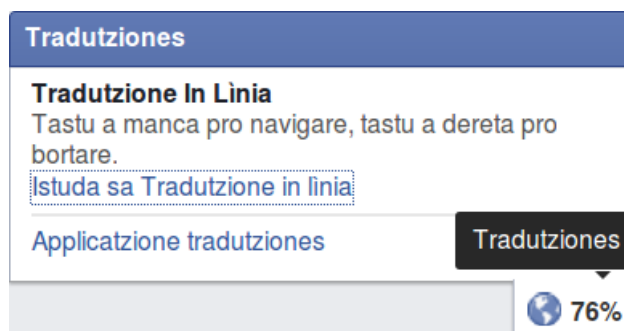 Tradutziones
Tradutzione In Lìnia
Tastu a manca pro navigare, tastu a dereta pro
bortare.
Istuda sa Tradutzione in lìnia
Applicatzione tradutziones
Tradutziones
76%